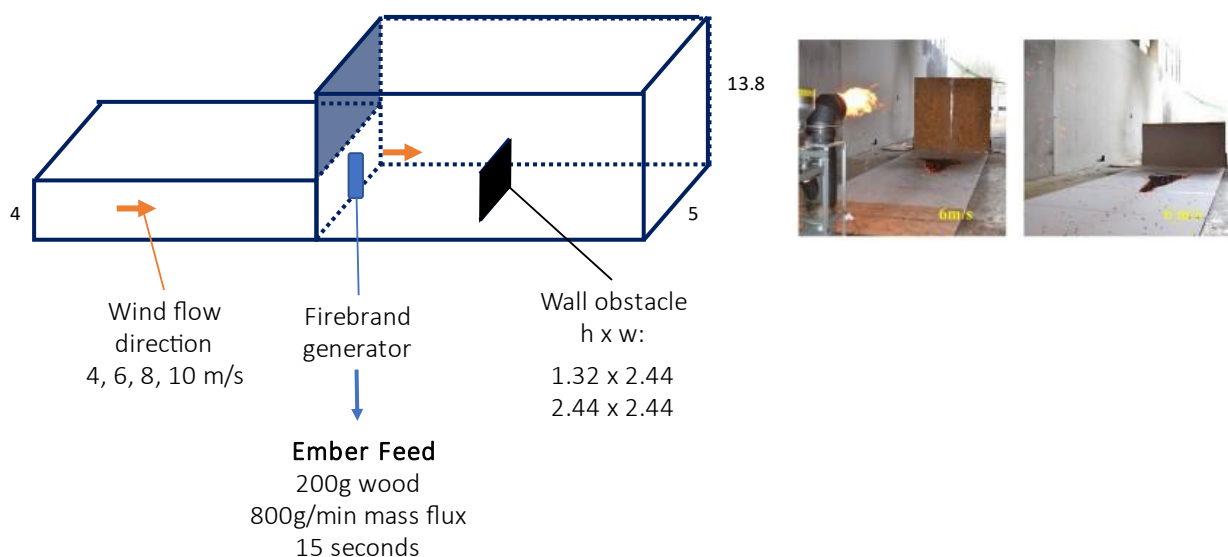 13.8
4
5
6m/s
6 m/s
Wind flow
direction
4, 6, 8, 10 m/s
Firebrand
generator
Wall obstacle
h x w:
1.32 x 2.44
2.44 x 2.44
Ember Feed
200g wood
800g/min mass flux
15 seconds